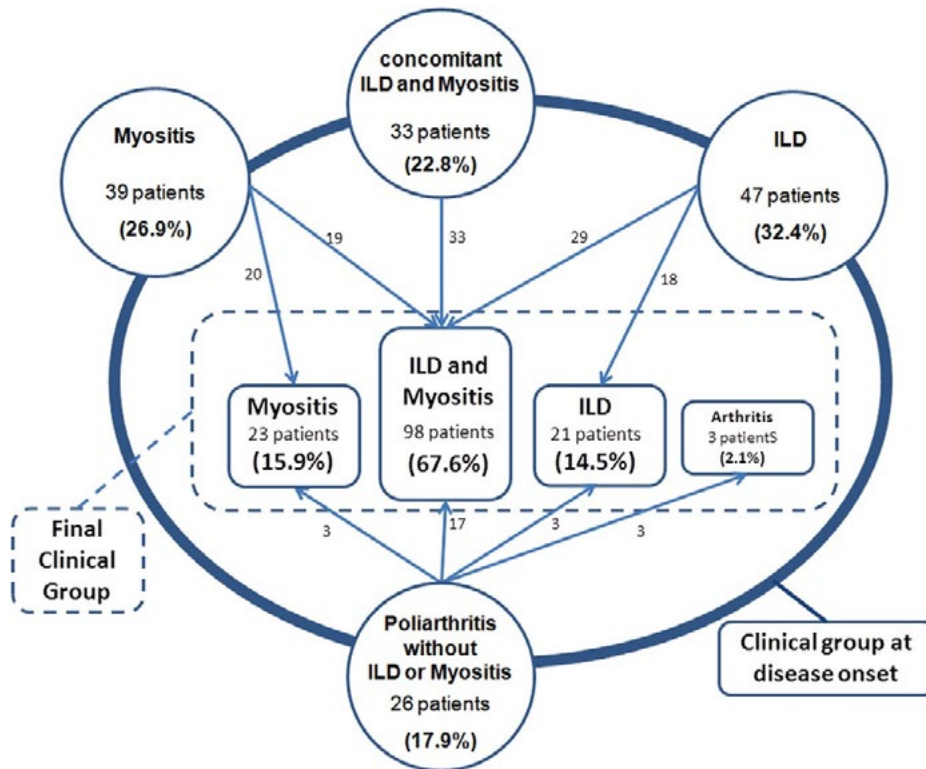 concomitant
ILD and Myositis
33 patients
(22.8%)
Myositis
39 patients
(26.9%)
ILD
47 patients
(32.4%)
19
33
29
20
18
ILD and
Myositis
98 patients
(67.6%)
Myositis
23 patients
(15.9%)
ILD
21 patients
(14.5%)
Arthritis
3 patientS
(2.1%)
3
17
3
3
Final
Clinical
Group
Poliarthritis
without
ILD or Myositis
26 patients
(17.9%)
Clinical group at
disease onset